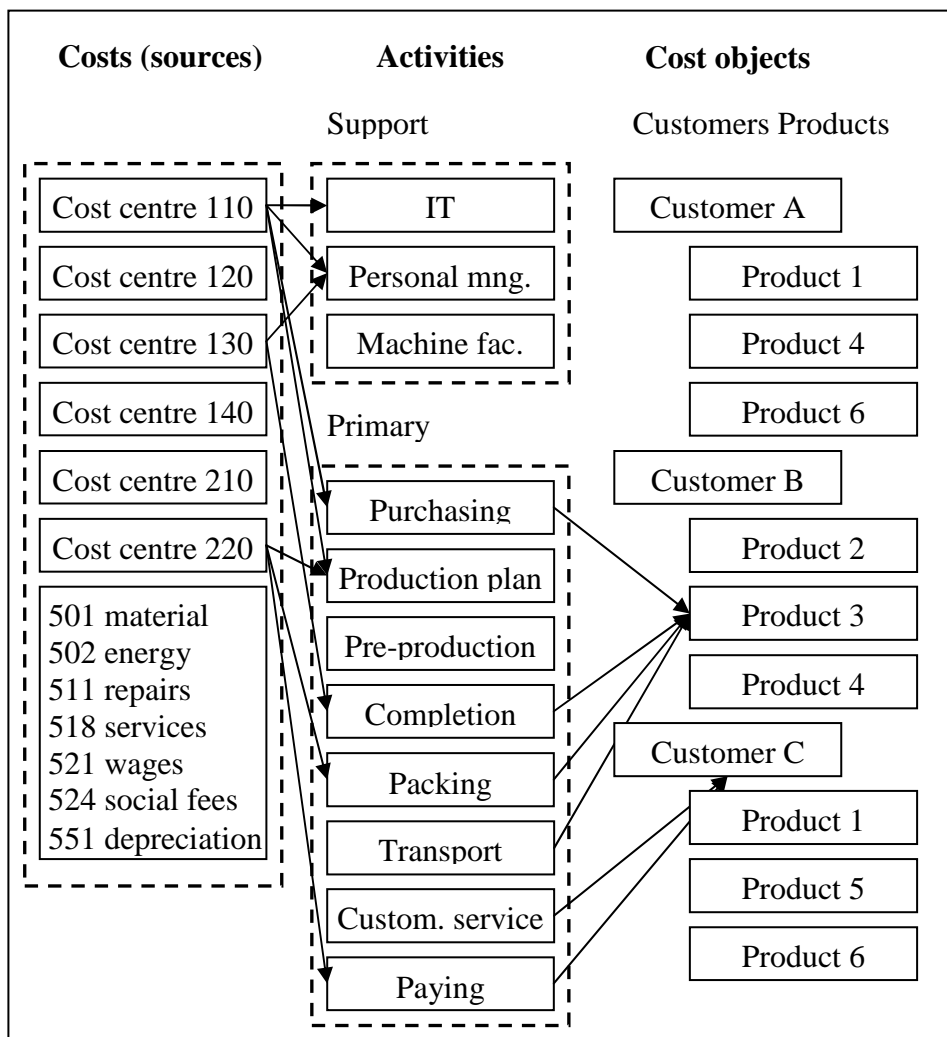 Costs (sources)
Activities
Cost objects
Support
Customers Products
Cost centre 110
Cost centre 120
Cost centre 130
Cost centre 140
Cost centre 210
Cost centre 220
501 material
502 energy
511 repairs
518 services
521 wages
524 social fees
551 depreciation
IT
Personal mng.
Machine fac.
Primary
Purchasing
Production plan
Pre-production
Completion
Packing
Transport
Custom. service
Paying
Customer A
Product 1
Product 4
Product 6
Customer B
Product 2
Product 3
Product 4
Customer C
Product 1
Product 5
Product 6